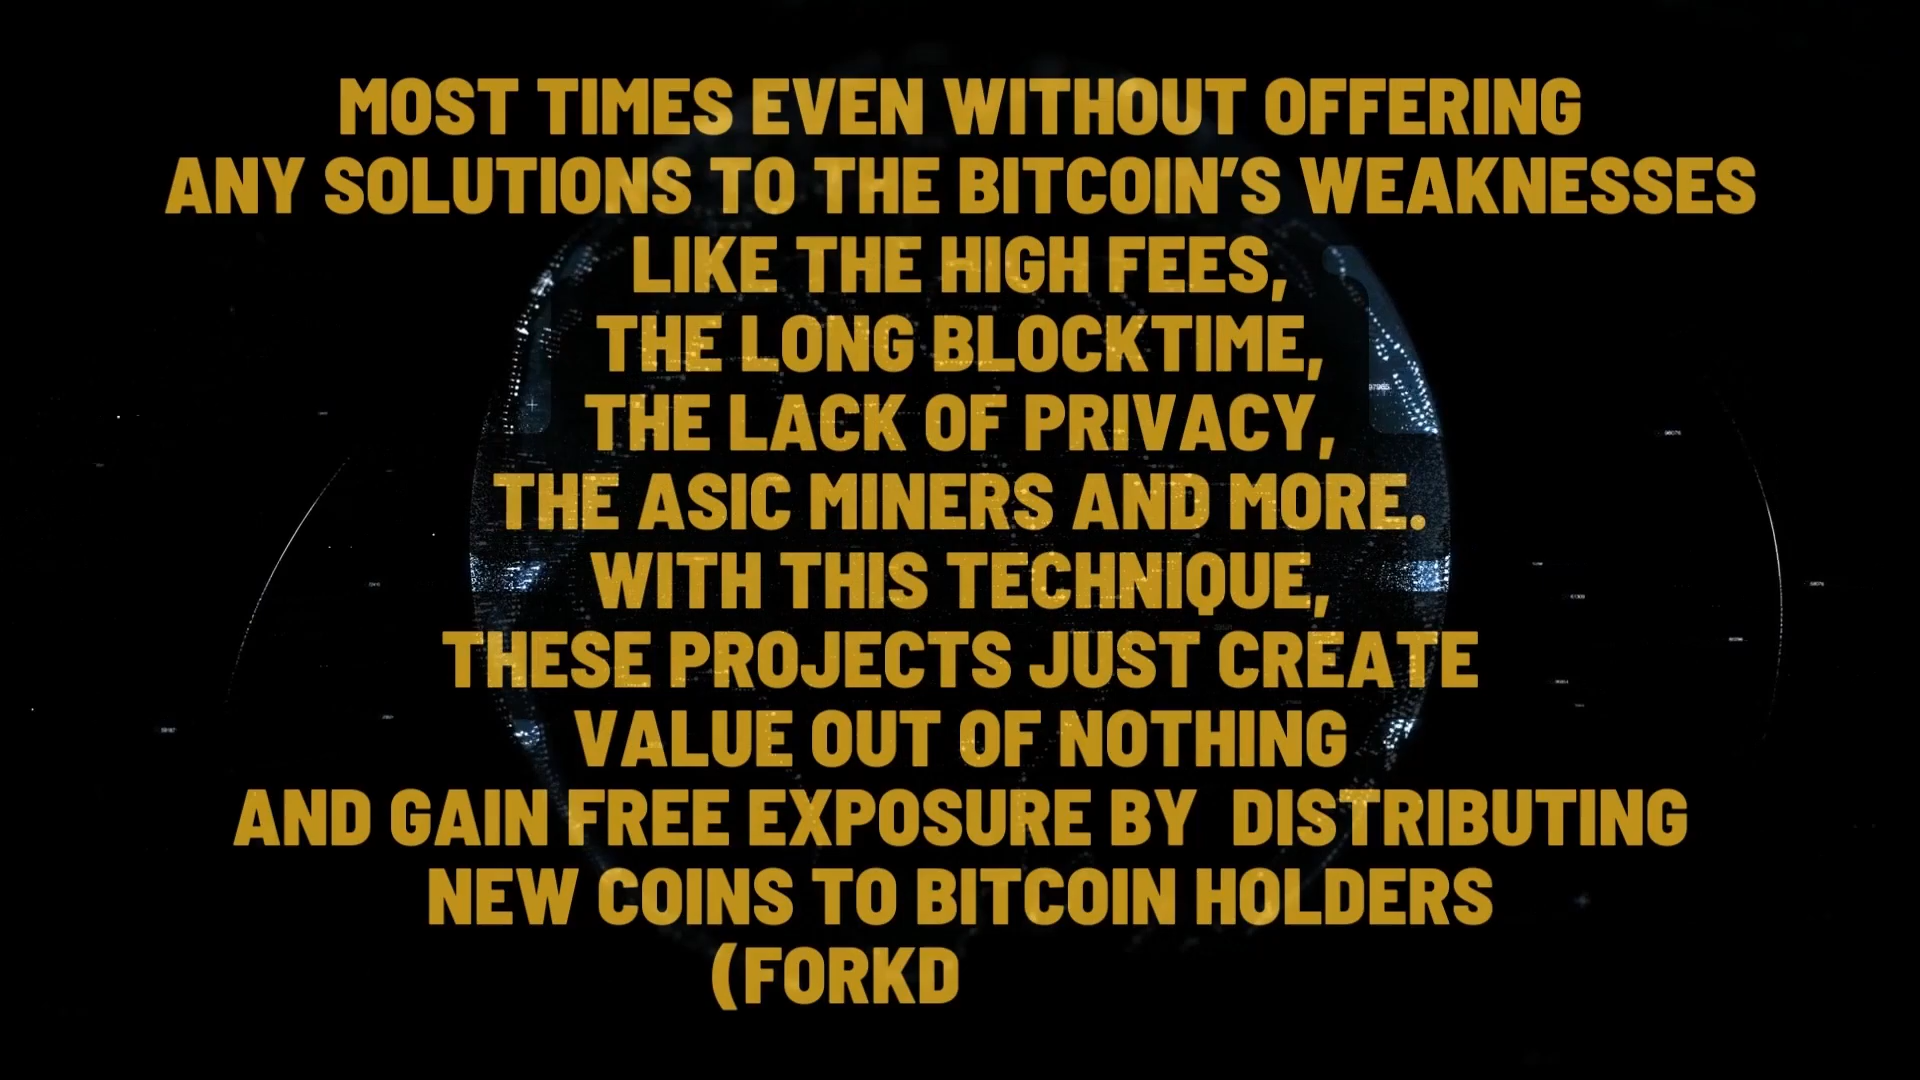 MOST TIMES EVEN WITHOUT OFFERING
ANY SOLUTIONS TO THE BITCOIN’S WEAKNESSES
LIKE THE HIGH FEES,
THE LONG BLOCKTIME,
THE LACK OF PRIVACY,
THE ASIC MINERS AND MORE.
WITH THIS TECHNIQUE,
THESE PROJECTS JUST CREATE
VALUE OUT OF NOTHING
AND GAIN FREE EXPOSURE BY  DISTRIBUTING
NEW COINS TO BITCOIN HOLDERS
(FORKD